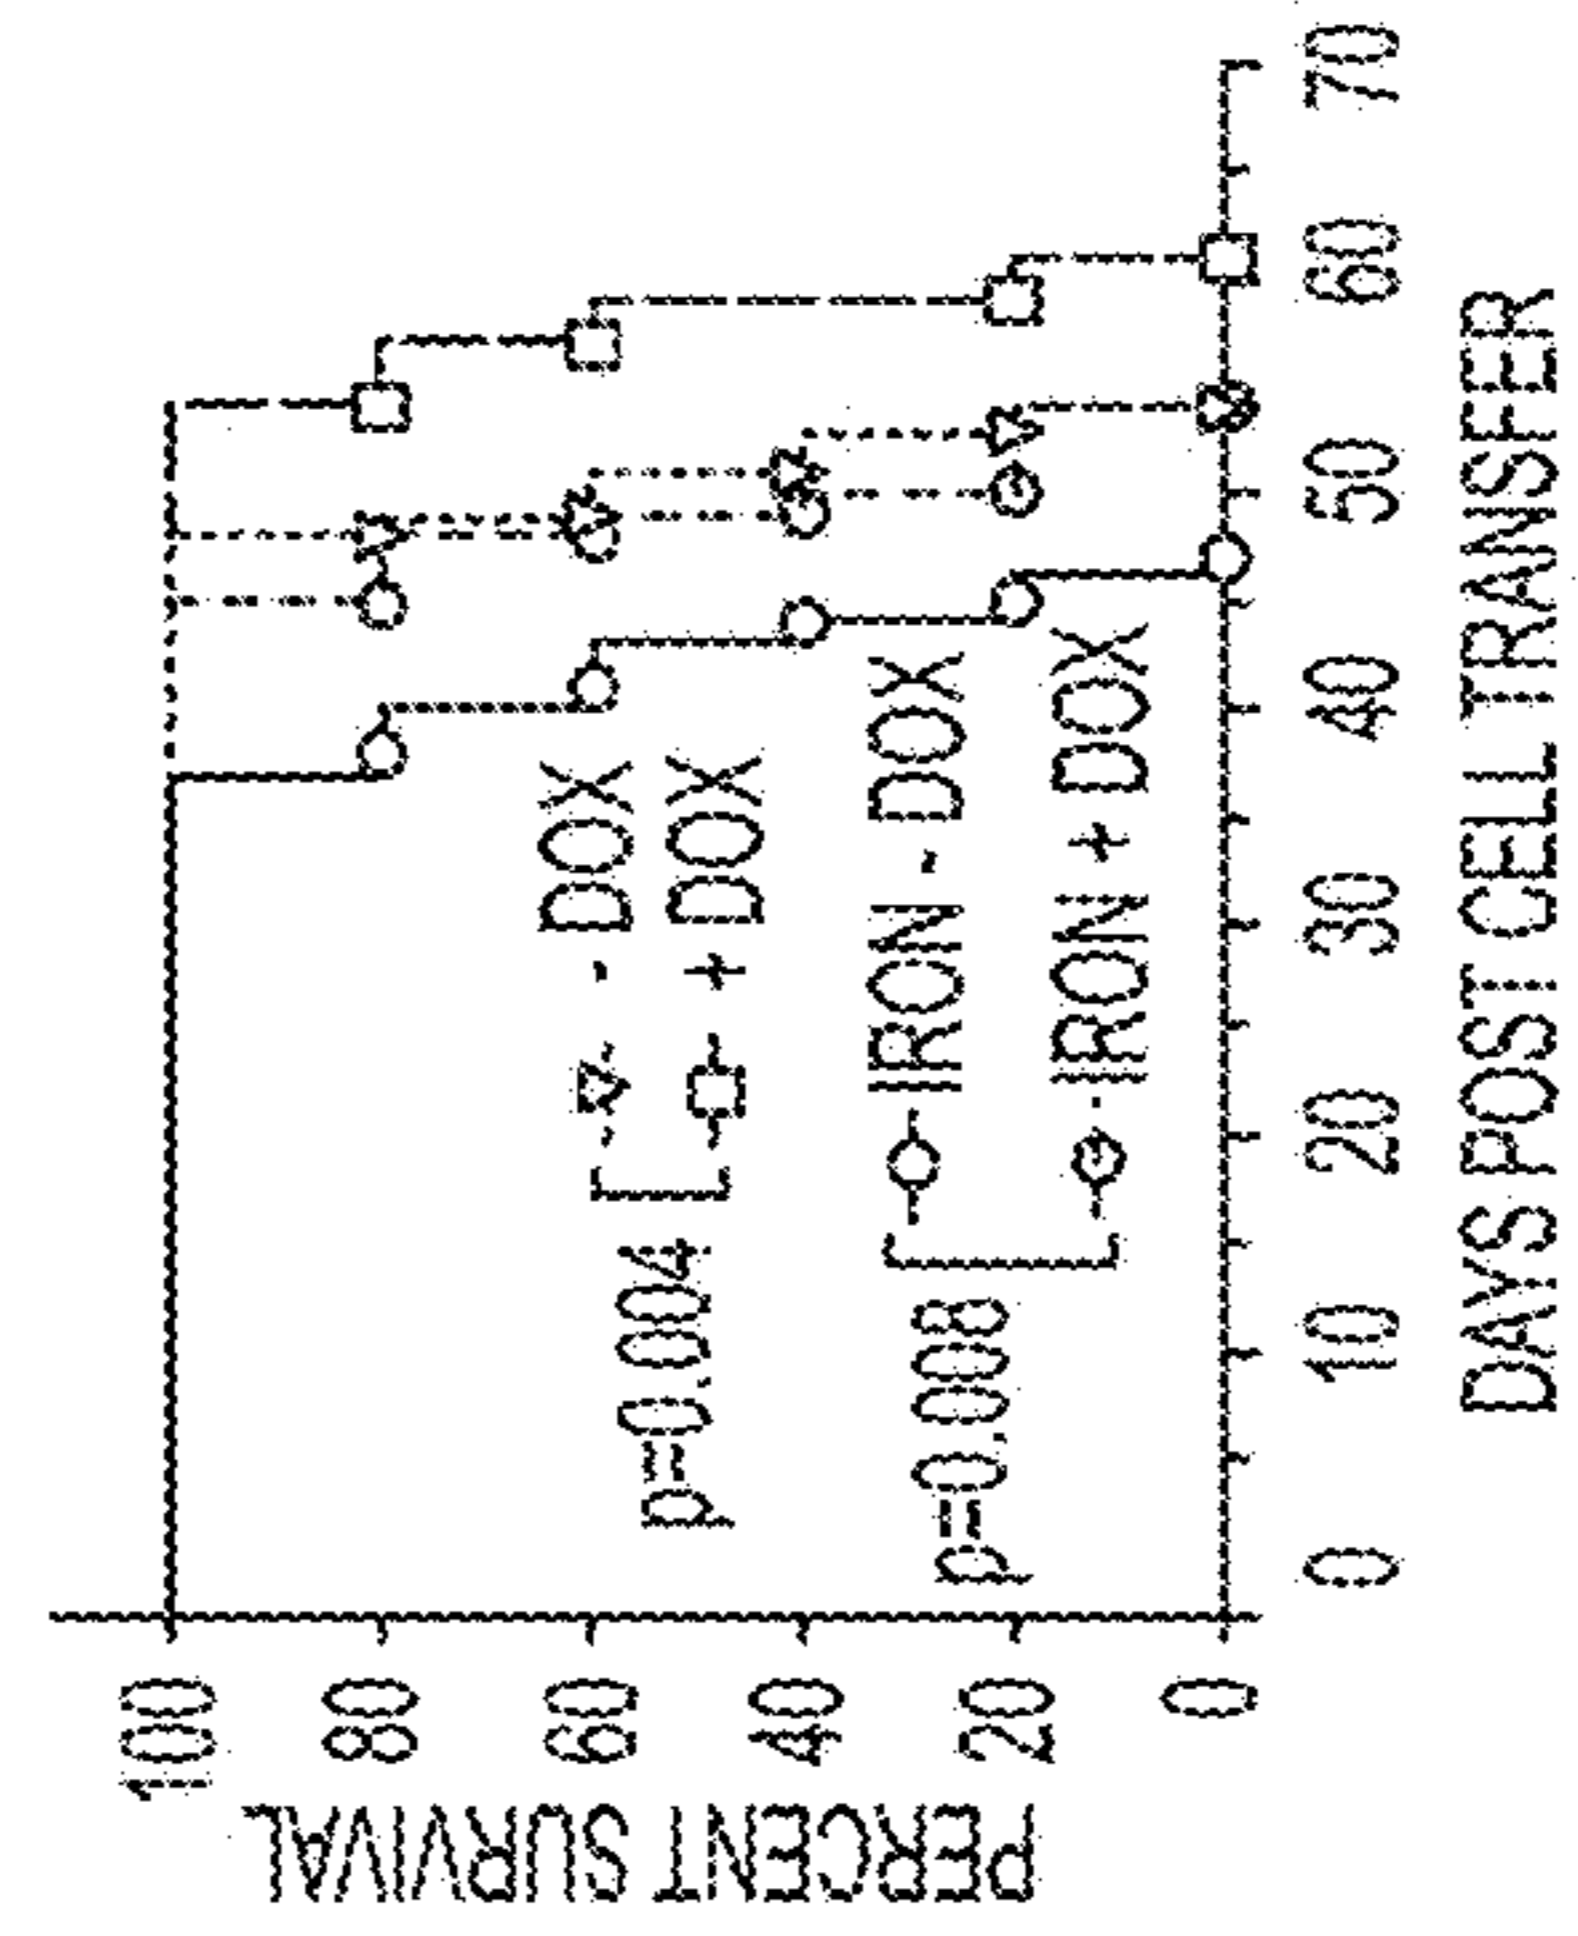 PERCENT SURVIVAL
100
80
60
40
20
0
- DOX
+ DOX
p=0.004
IRON - DOX
IRON + DOX
p=0.008
0 10 20 30 40 50 60 70
DAYS POST CELL TRANSFER